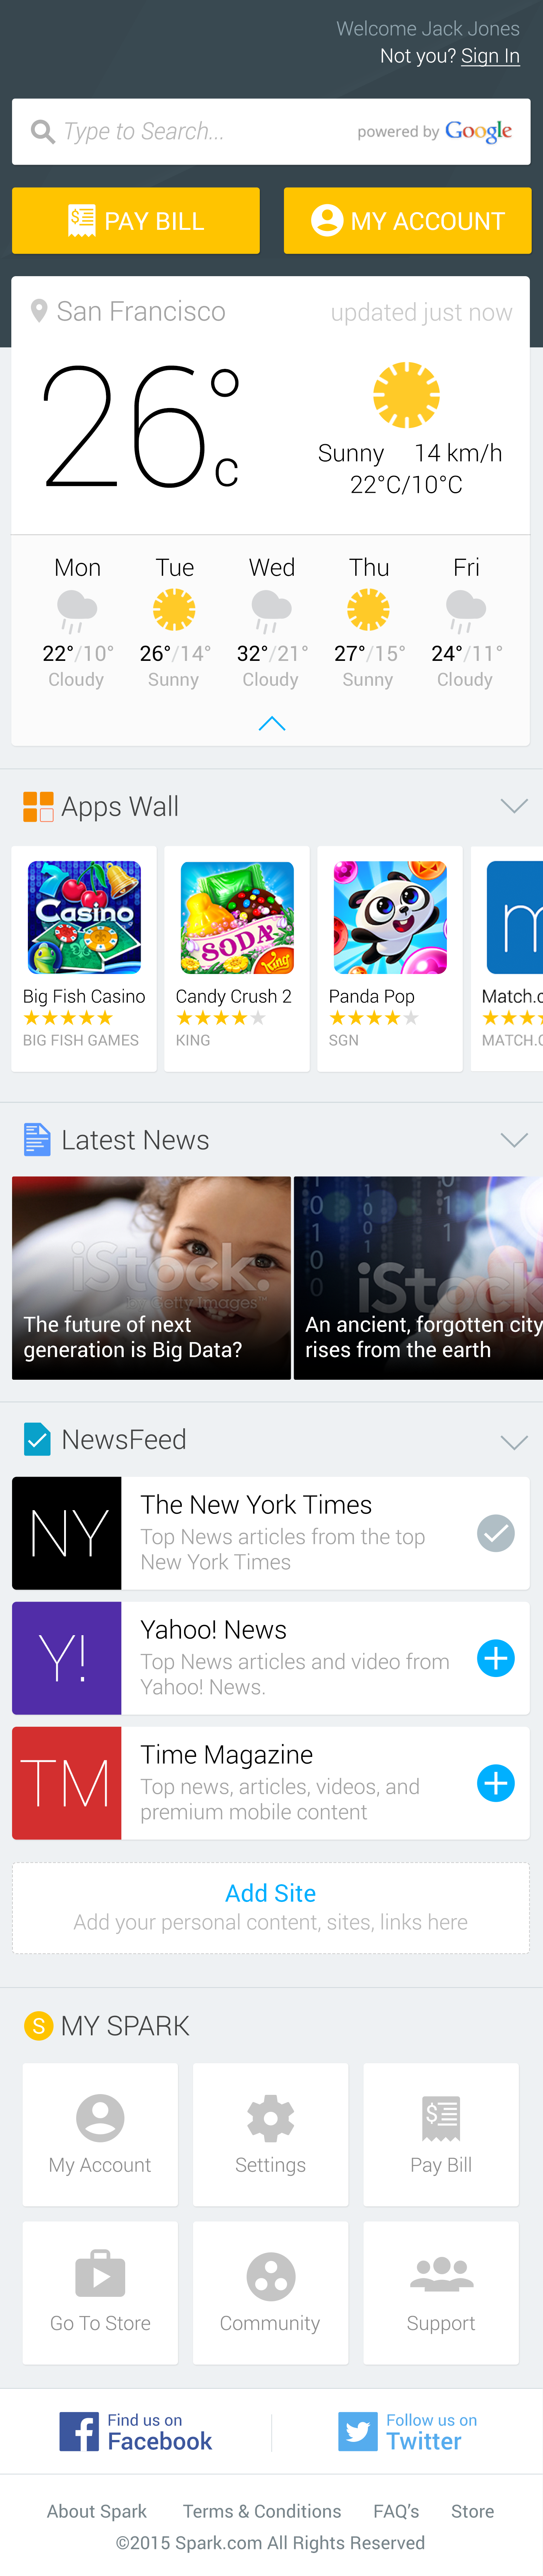 Welcome Jack Jones
Not you? Sign In
Type to Search...
powered by Google
PAY BILL
MY ACCOUNT
San Francisco
updated just now
26°C
Sunny 14 km/h
22°C/10°C
Mon Tue Wed Thu Fri
22°/10° 26°/14° 32°/21° 27°/15° 24°/11°
Cloudy Sunny Cloudy Sunny Cloudy
Apps Wall
7
Casino
SODA
King
m
Big Fish Casino
BIG FISH GAMES
Candy Crush 2
KING
Panda Pop
SGN
Match.c
MATCH.C
Latest News
iStock.
by Getty Images™
The future of next
generation is Big Data?
iStock
An ancient, forgotten city
rises from the earth
NewsFeed
NY
The New York Times
Top News articles from the top
New York Times
Y!
Yahoo! News
Top News articles and video from
Yahoo! News.
TM
Time Magazine
Top news, articles, videos, and
premium mobile content
Add Site
Add your personal content, sites, links here
S MY SPARK
My Account
Settings
$
Pay Bill
Go To Store
Community
Support
f
Find us on
Facebook
Follow us on
Twitter
About Spark Terms & Conditions FAQ's Store
©2015 Spark.com All Rights Reserved